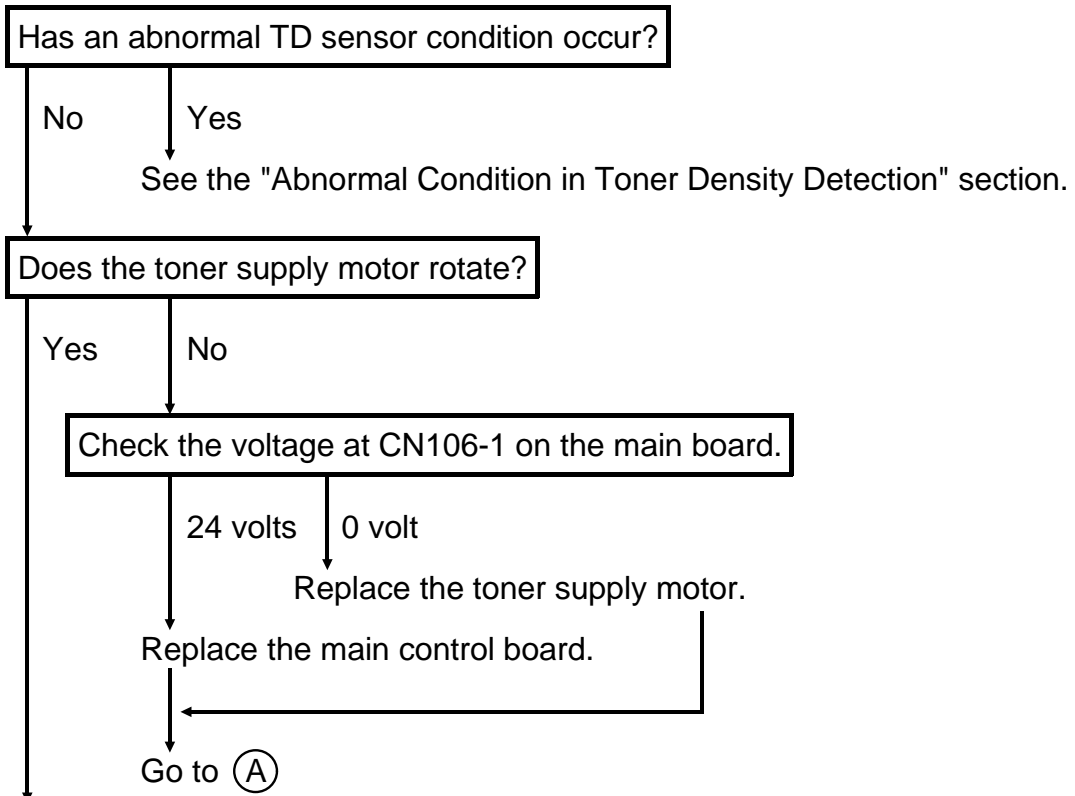 Has an abnormal TD sensor condition occur?
No
Yes
See the "Abnormal Condition in Toner Density Detection" section.
Does the toner supply motor rotate?
Yes
No
Check the voltage at CN106-1 on the main board.
24 volts
0 volt
Replace the toner supply motor.
Replace the main control board.
Go to A